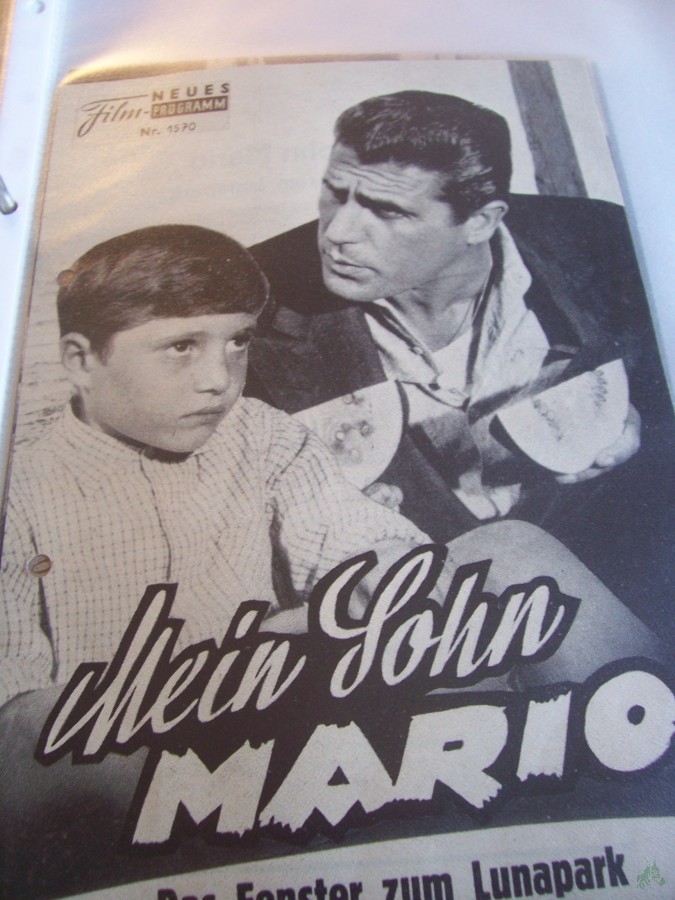 NEUES
Film-PROGRAMM
Nr. 1570
Mein Sohn
MARIO
Das Fenster zum Lunapark